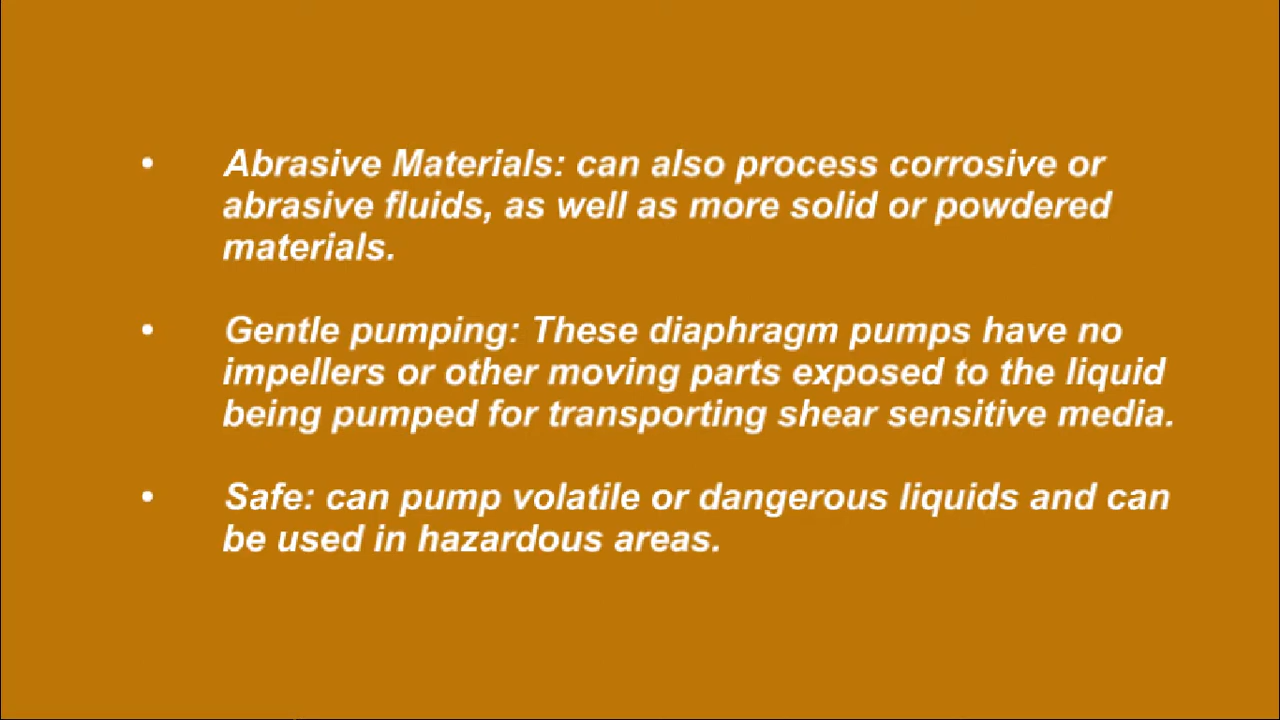 • Abrasive Materials: can also process corrosive or
abrasive fluids, as well as more solid or powdered
materials.
• Gentle pumping: These diaphragm pumps have no
impellers or other moving parts exposed to the liquid
being pumped for transporting shear sensitive media.
• Safe: can pump volatile or dangerous liquids and can
be used in hazardous areas.